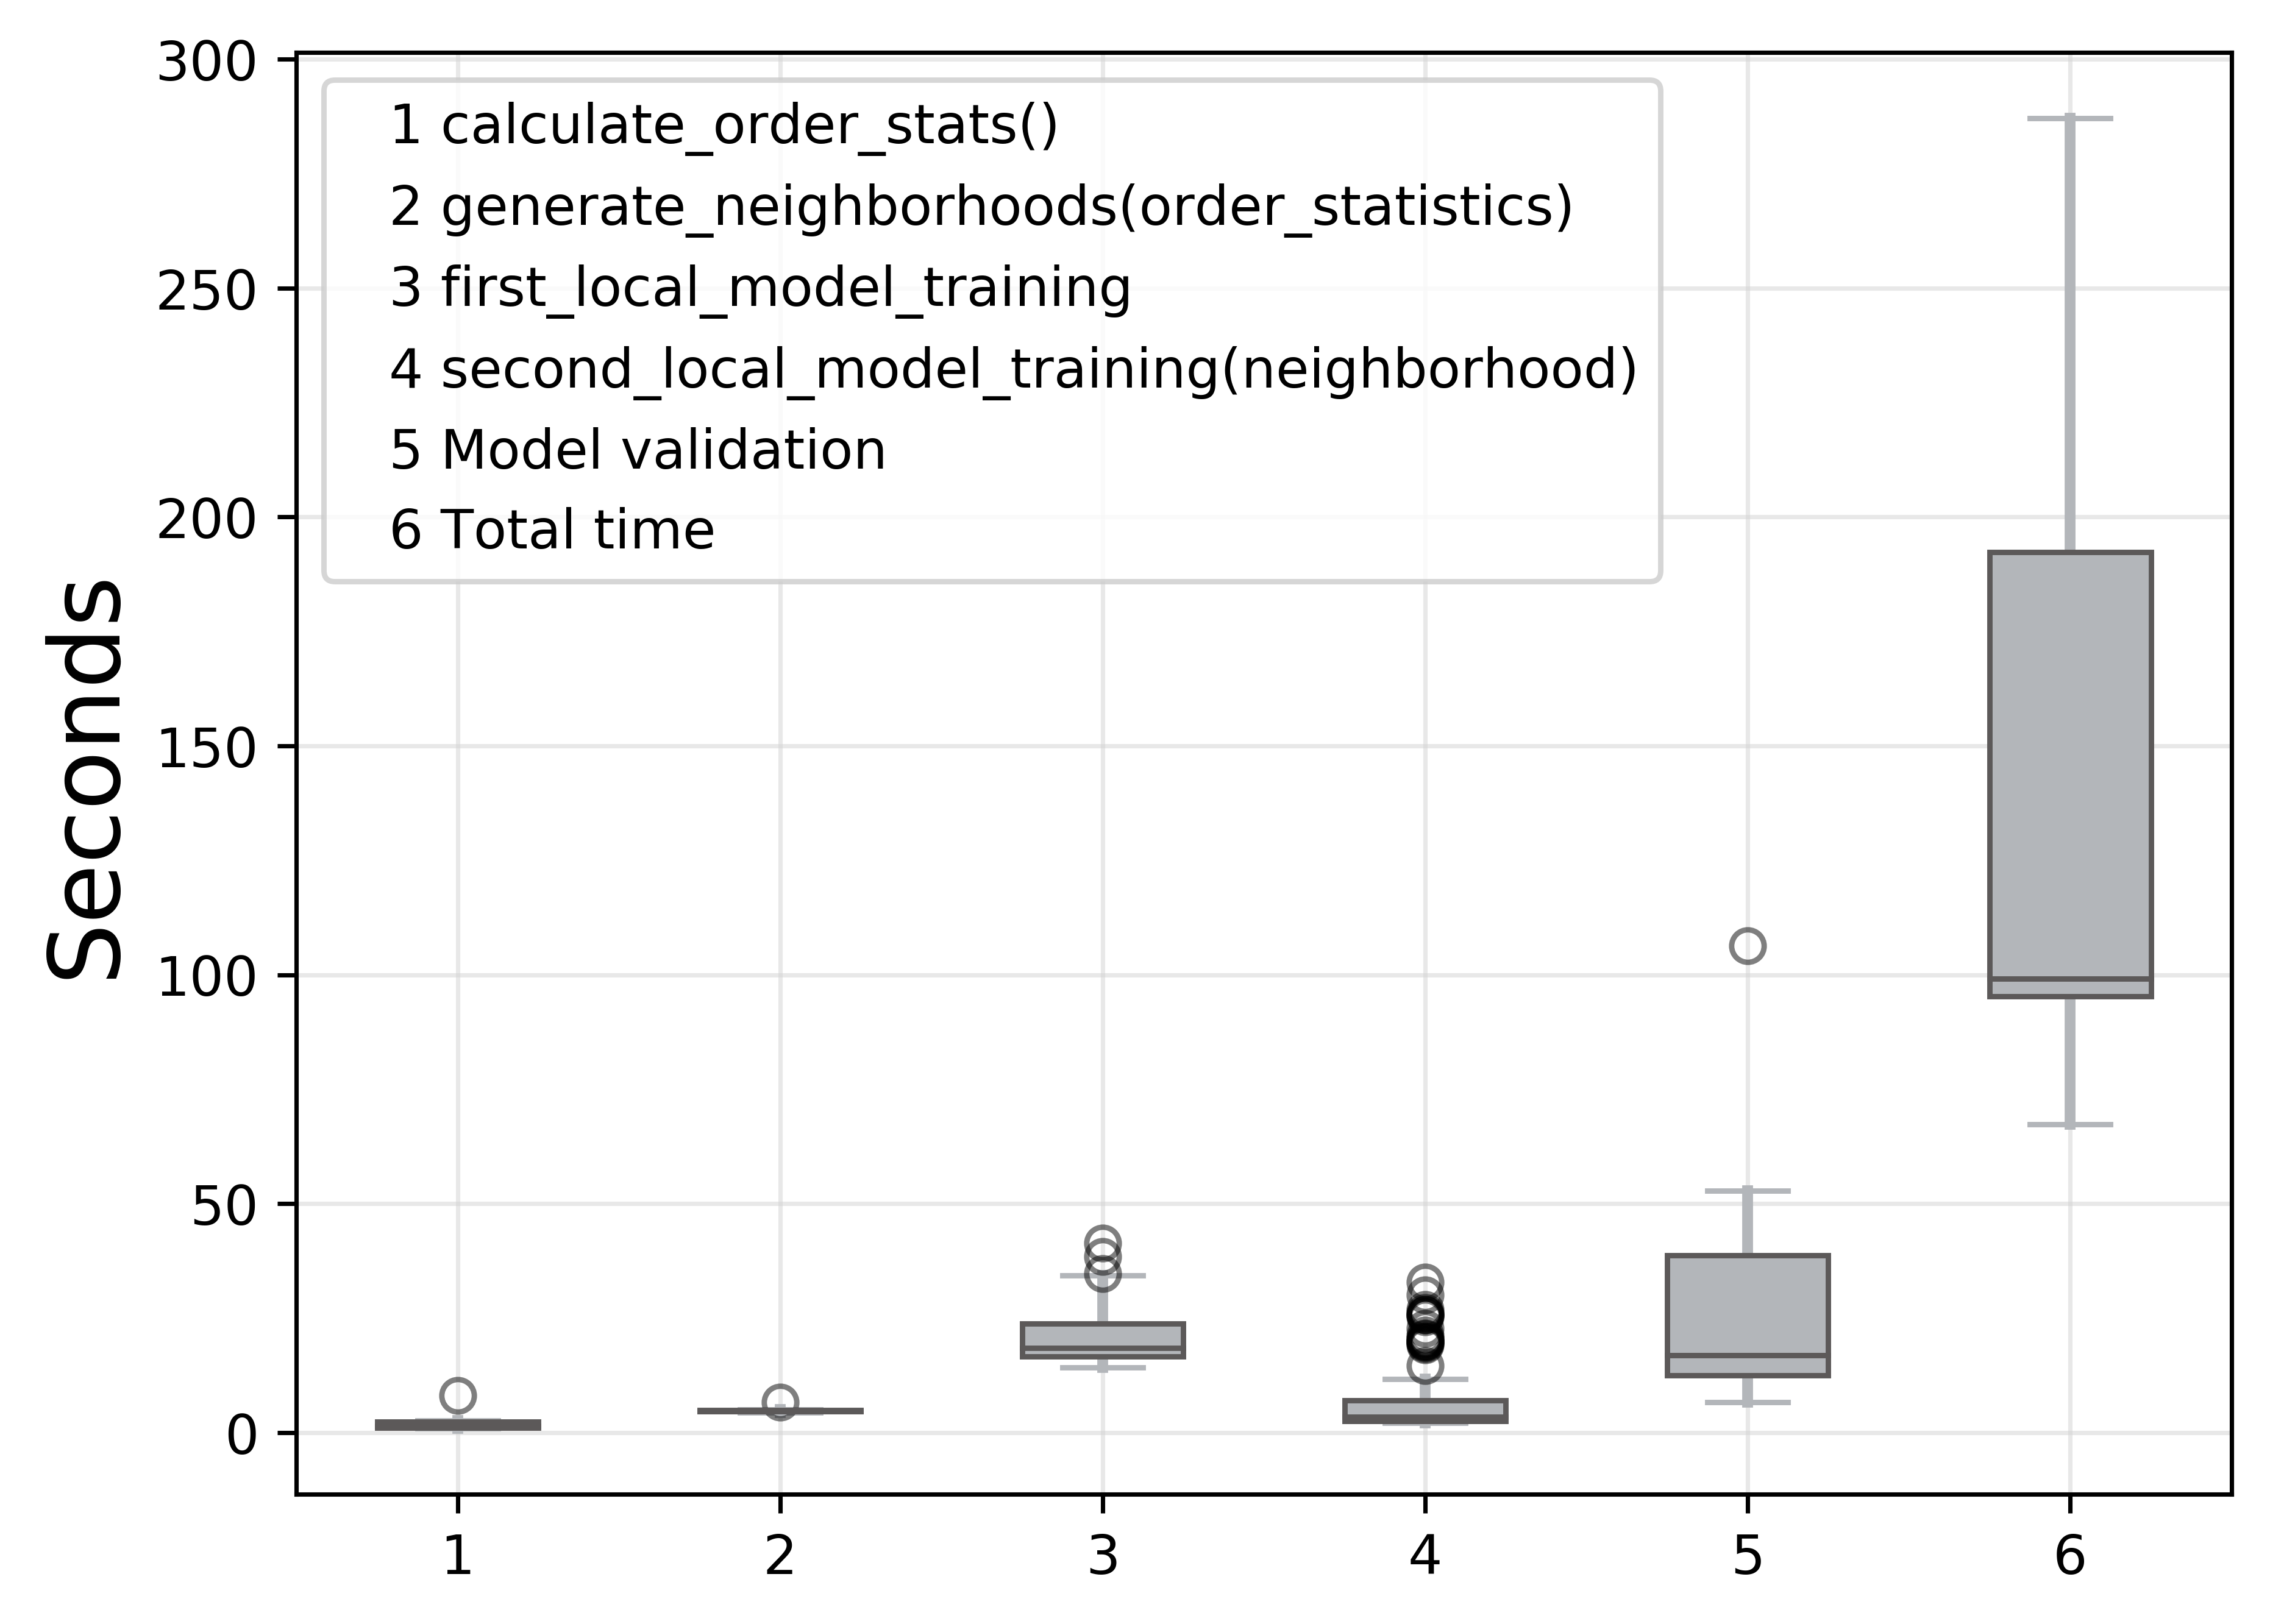 300
250
200
150
100
50
0
Seconds
1 calculate_order_stats()
2 generate_neighborhoods(order_statistics)
3 first_local_model_training
4 second_local_model_training(neighborhood)
5 Model validation
6 Total time
1 2 3 4 5 6